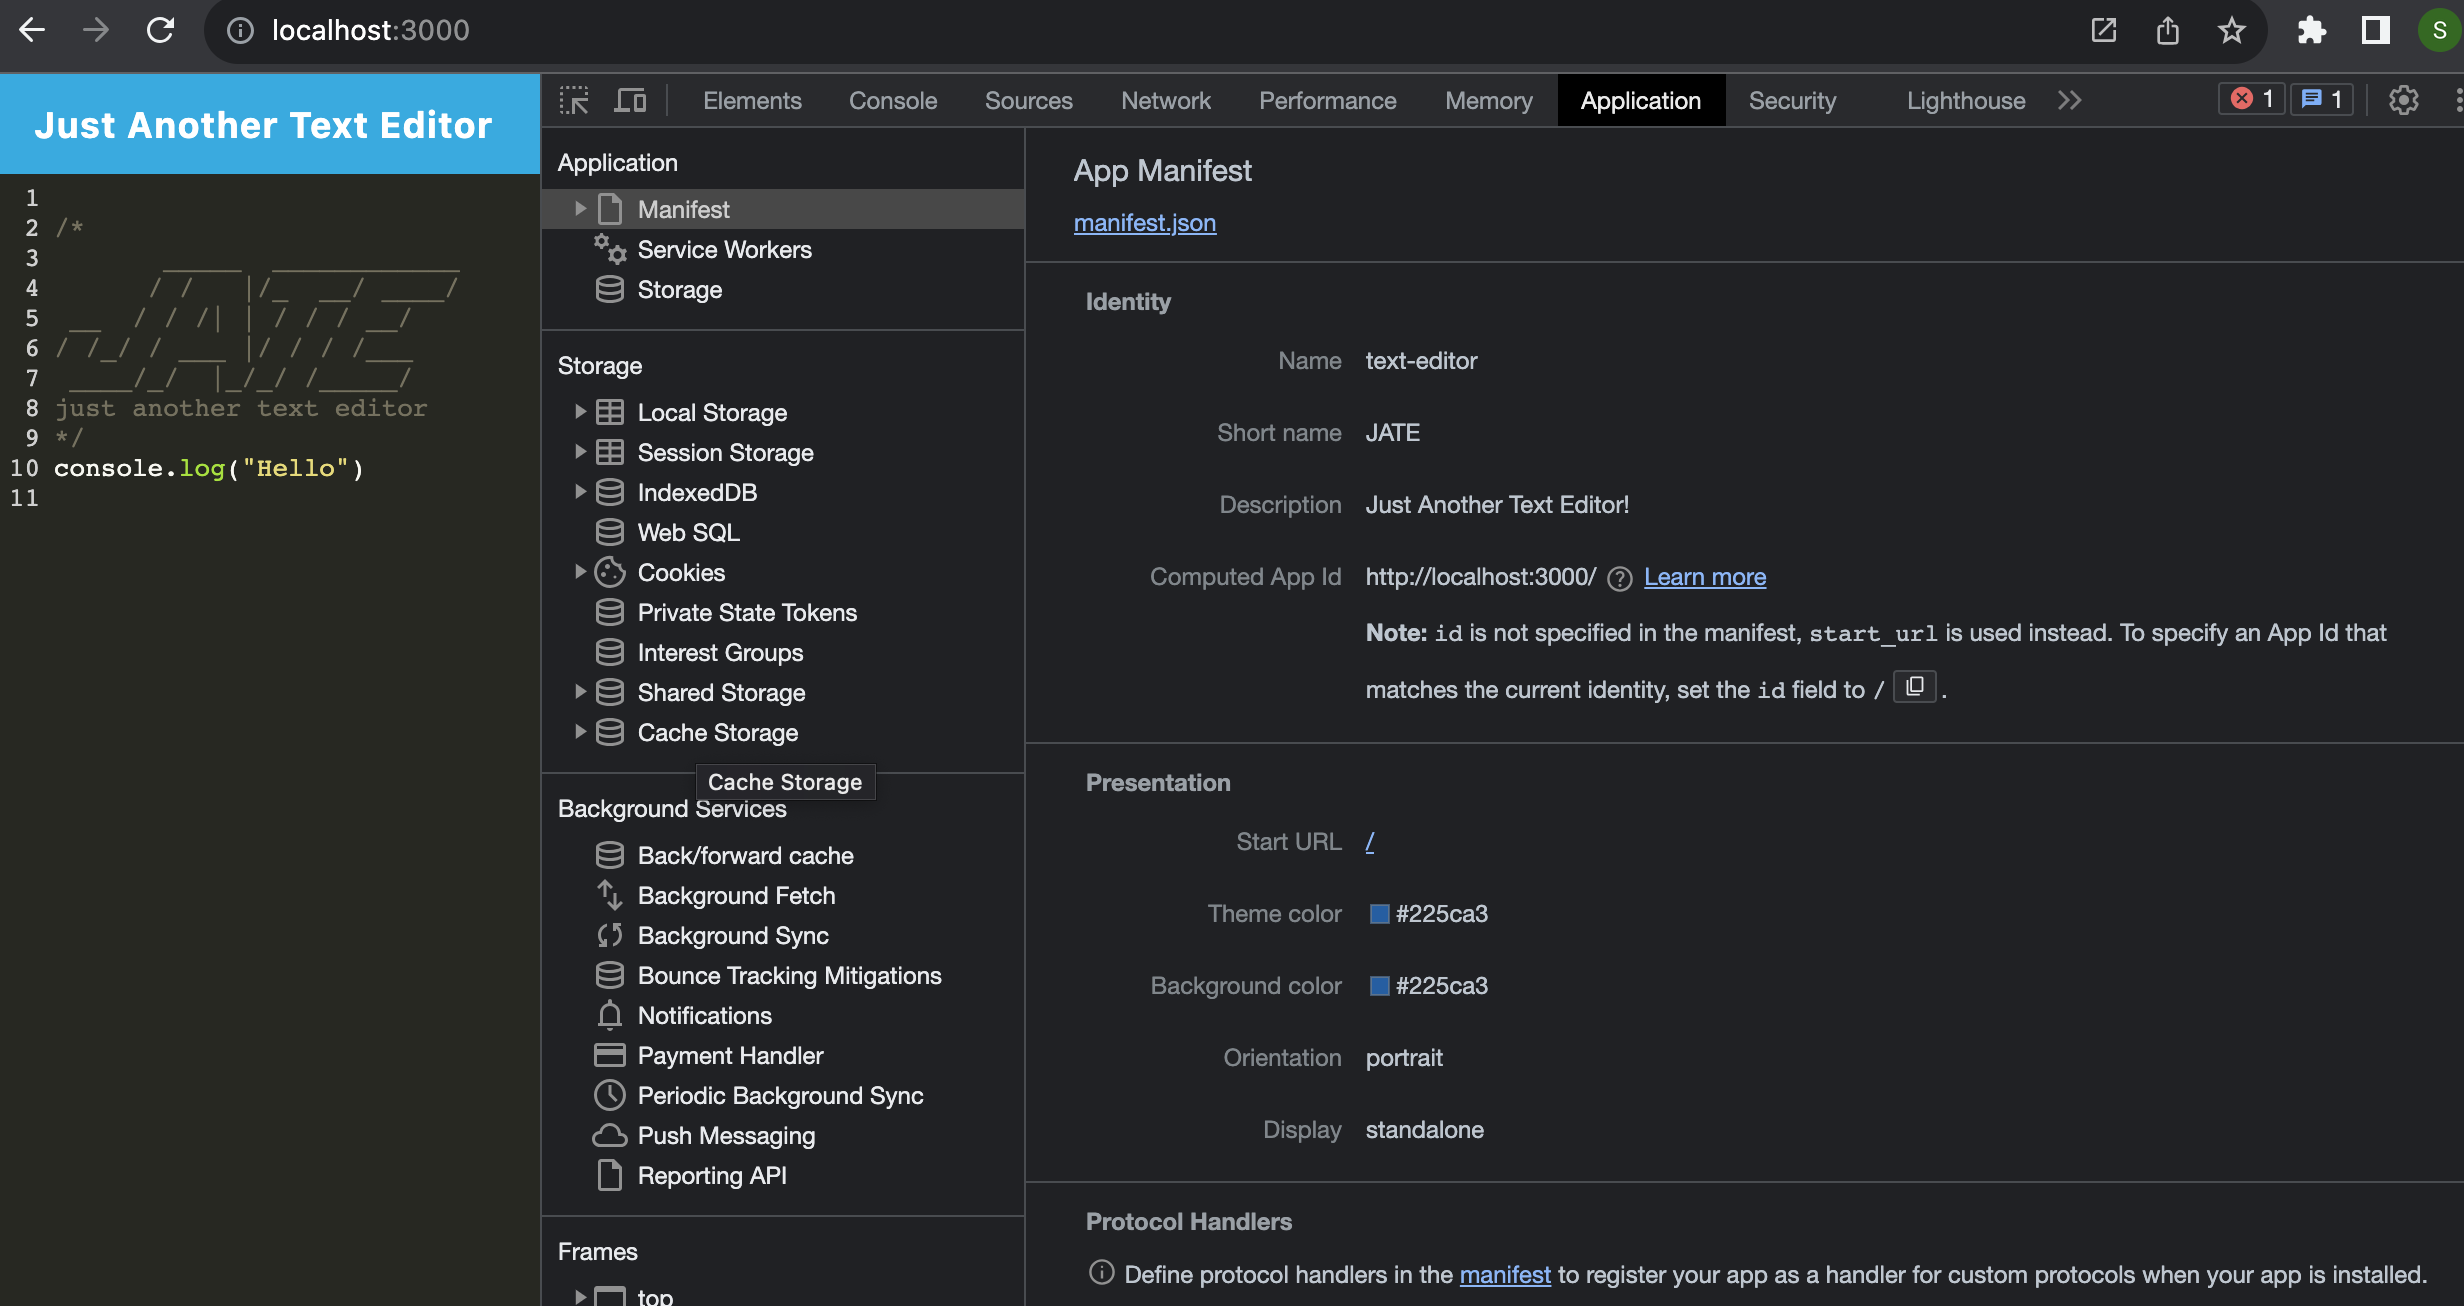 localhost:3000
S
Just Another Text Editor
1
2 /*
3
4
5
6
7
8 just another text editor
9 */
10 console.log("Hello")
11
Elements Console Sources Network Performance Memory Application Security Lighthouse 1 1
Application
Manifest
Service Workers
Storage
Storage
Local Storage
Session Storage
IndexedDB
Web SQL
Cookies
Private State Tokens
Interest Groups
Shared Storage
Cache Storage
Cache Storage
Background Services
Back/forward cache
Background Fetch
Background Sync
Bounce Tracking Mitigations
Notifications
Payment Handler
Periodic Background Sync
Push Messaging
Reporting API
Frames
top
App Manifest
manifest.json
Identity
Name text-editor
Short name JATE
Description Just Another Text Editor!
Computed App Id http://localhost:3000/ Learn more
Note: id is not specified in the manifest, start_url is used instead. To specify an App Id that
matches the current identity, set the id field to / .
Presentation
Start URL /
Theme color #225ca3
Background color #225ca3
Orientation portrait
Display standalone
Protocol Handlers
Define protocol handlers in the manifest to register your app as a handler for custom protocols when your app is installed.